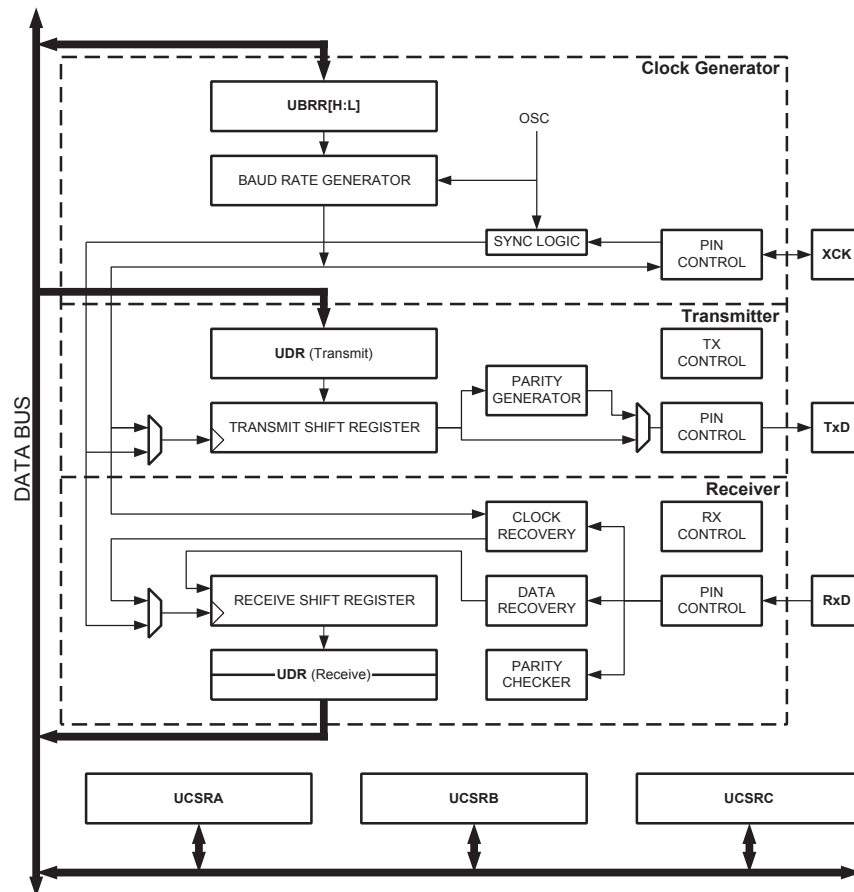 Clock Generator
UBRR[H:L]
OSC
BAUD RATE GENERATOR
SYNC LOGIC
PIN
CONTROL
XCK
Transmitter
UDR (Transmit)
TX
CONTROL
PARITY
GENERATOR
TRANSMIT SHIFT REGISTER
PIN
CONTROL
TxD
DATA BUS
Receiver
CLOCK
RECOVERY
RX
CONTROL
RECEIVE SHIFT REGISTER
DATA
RECOVERY
PIN
CONTROL
RxD
UDR (Receive)
PARITY
CHECKER
UCSRA
UCSRB
UCSRC